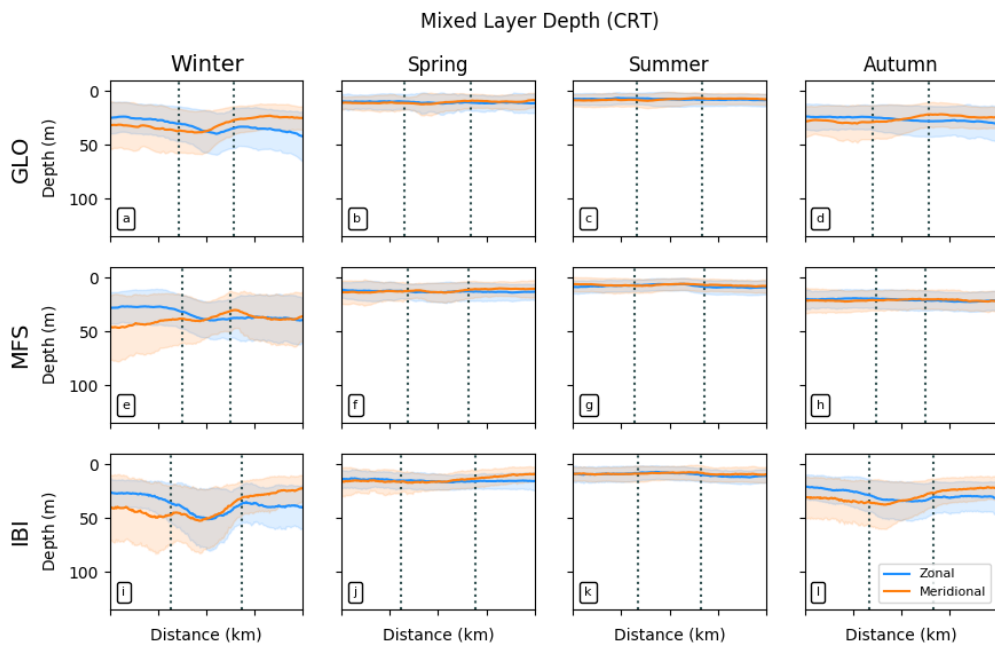 Mixed Layer Depth (CRT)
Winter Spring Summer Autumn
GLO
Depth (m)
0
50
100
a b c d
MFS
Depth (m)
0
50
100
e f g h
IBI
Depth (m)
0
50
100
i j k l
Zonal
Meridional
Distance (km) Distance (km) Distance (km) Distance (km)